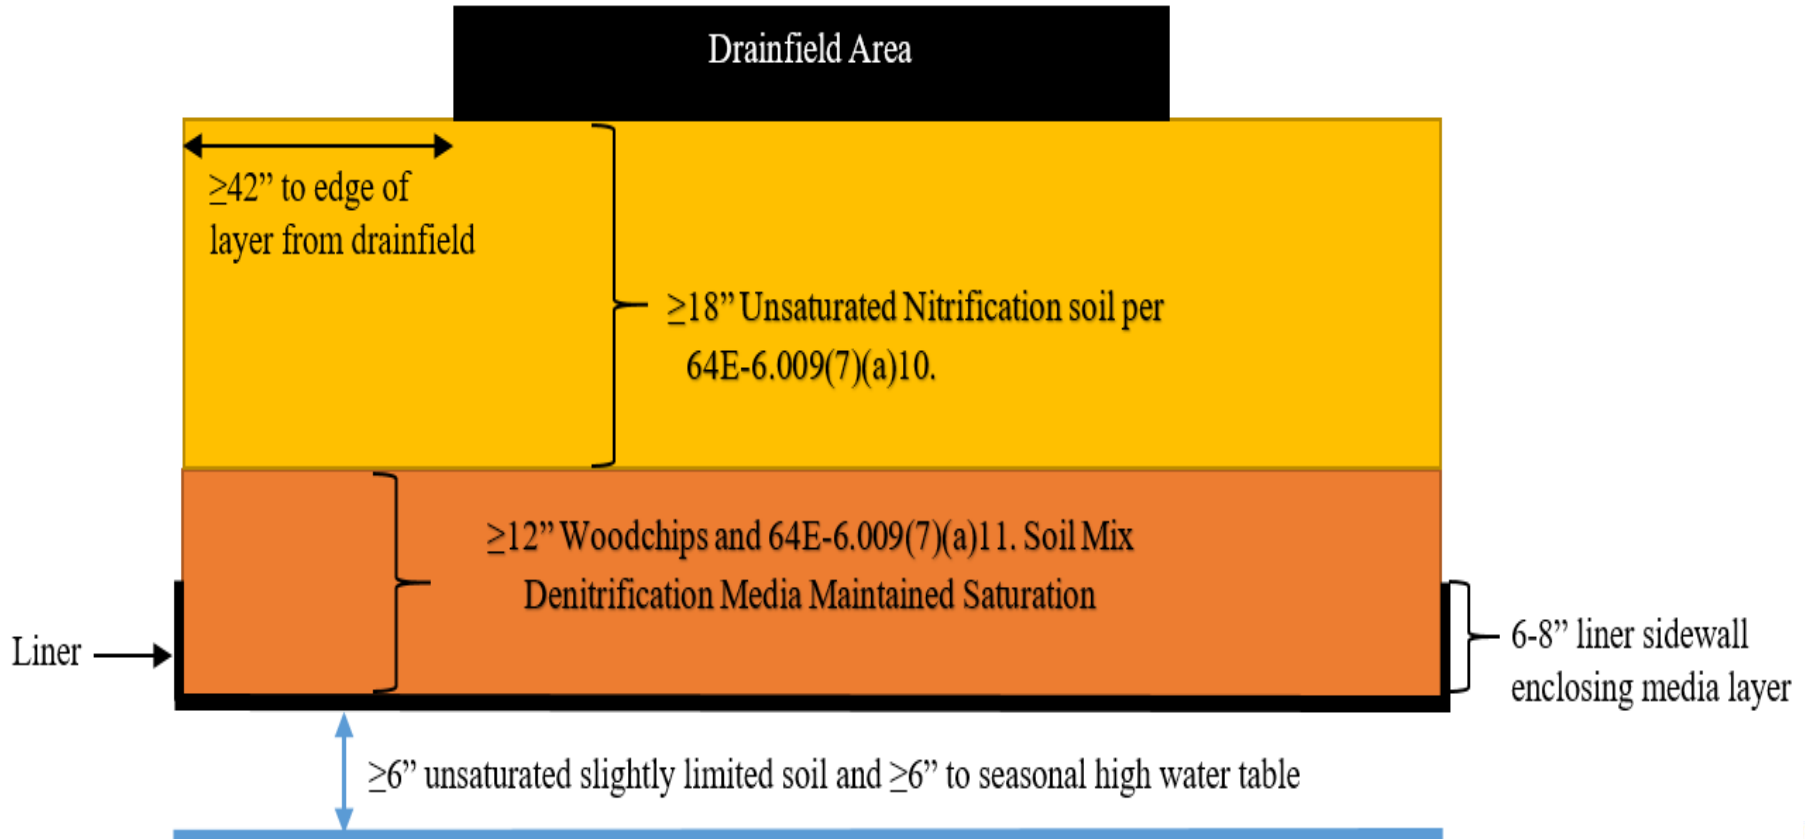 Drainfield Area
≥42” to edge of
layer from drainfield
≥18” Unsaturated Nitrification soil per
64E-6.009(7)(a)10.
≥12” Woodchips and 64E-6.009(7)(a)11. Soil Mix
Denitrification Media Maintained Saturation
Liner
6-8” liner sidewall
enclosing media layer
≥6” unsaturated slightly limited soil and ≥6” to seasonal high water table